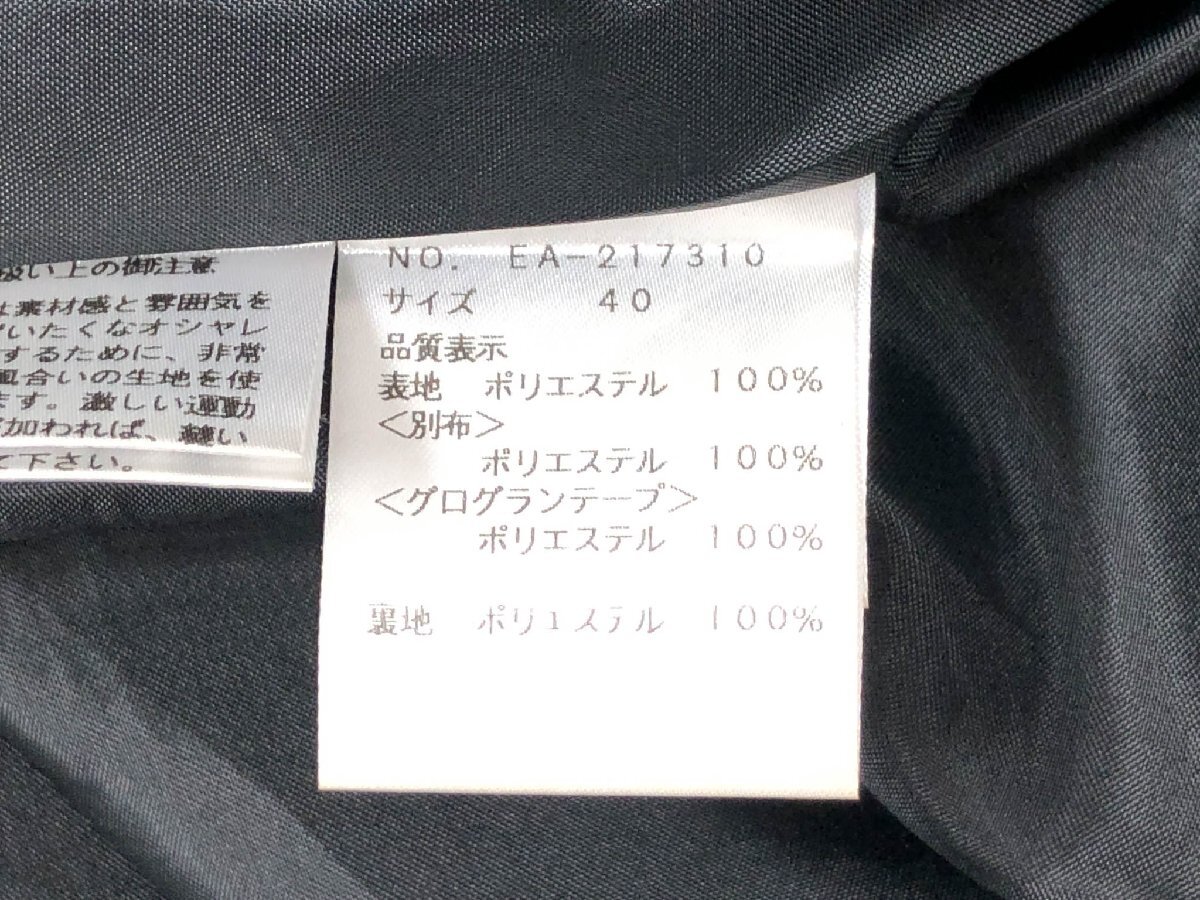 扱い上の御注意
は素材感と雰囲気を
いたくなオシャレ
するために、非常
風合いの生地を使
ます。激しい運動
加われば、縫い
て下さい。
NO. EA-217310
サイズ 40
品質表示
表地 ポリエステル 100%
<別布>
ポリエステル 100%
<グログランテープ>
ポリエステル 100%
裏地 ポリエステル 100%